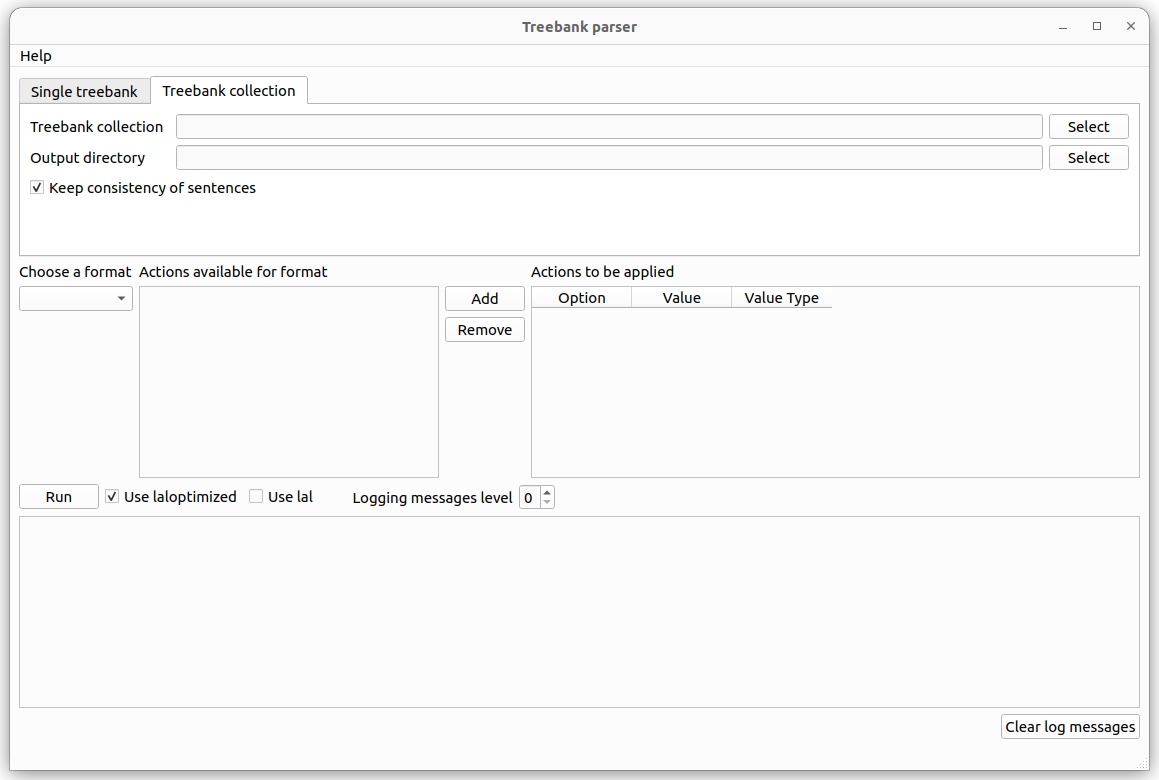 Treebank parser
Help
Single treebank Treebank collection
Treebank collection Select
Output directory Select
Keep consistency of sentences
Choose a format Actions available for format Actions to be applied
Add Option Value Value Type
Remove
Run Use laloptimized Use lal Logging messages level 0
Clear log messages